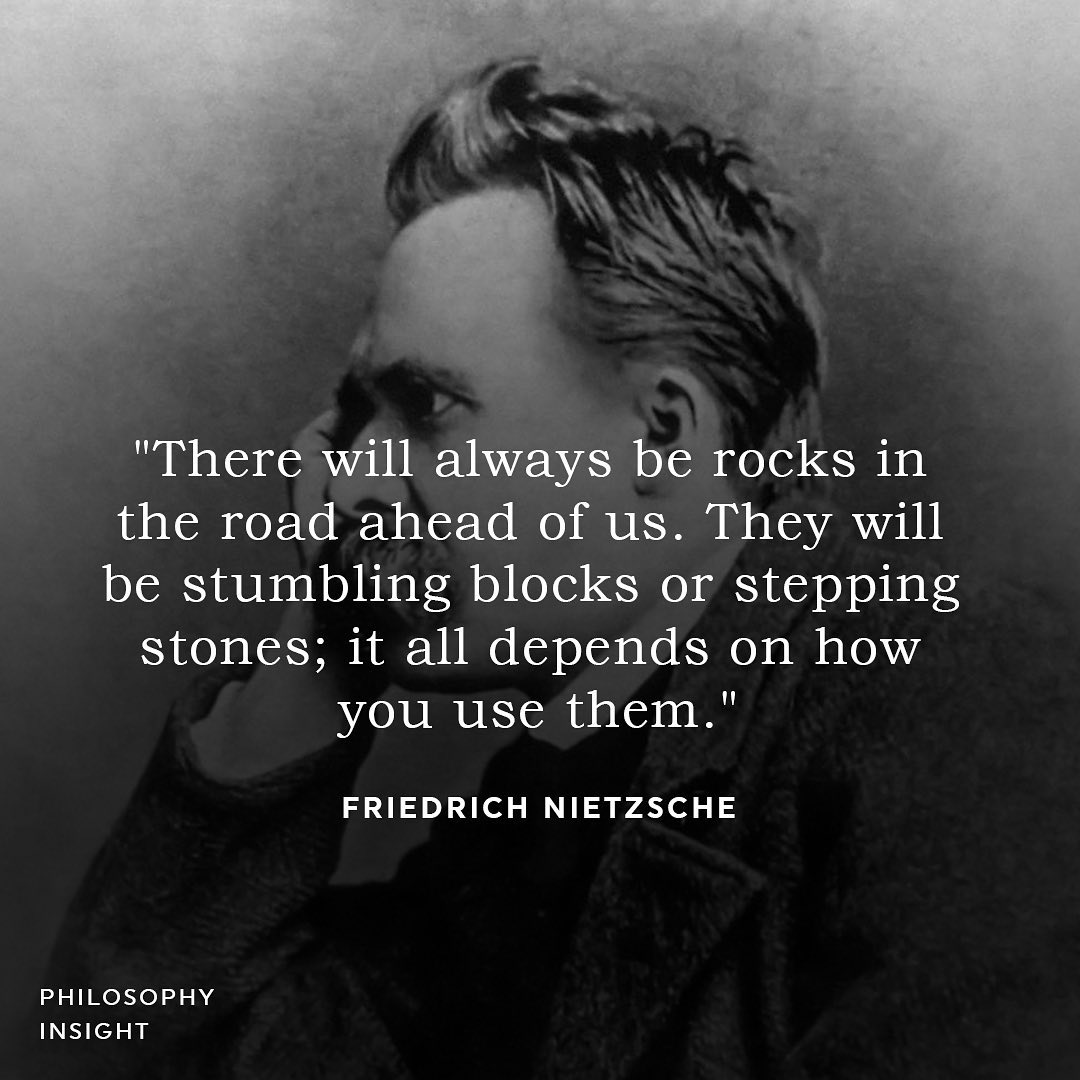 "There will always be rocks in
the road ahead of us. They will
be stumbling blocks or stepping
stones; it all depends on how
you use them."
FRIEDRICH NIETZSCHE
PHILOSOPHY
INSIGHT